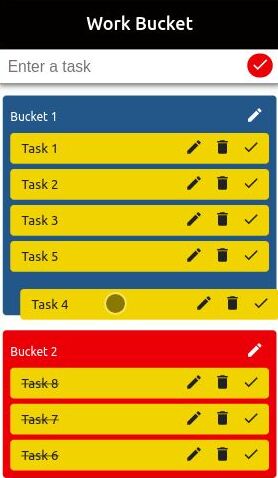 Work Bucket
Enter a task
Bucket 1
Task 1
Task 2
Task 3
Task 5
Task 4
Bucket 2
Task 8
Task 7
Task 6